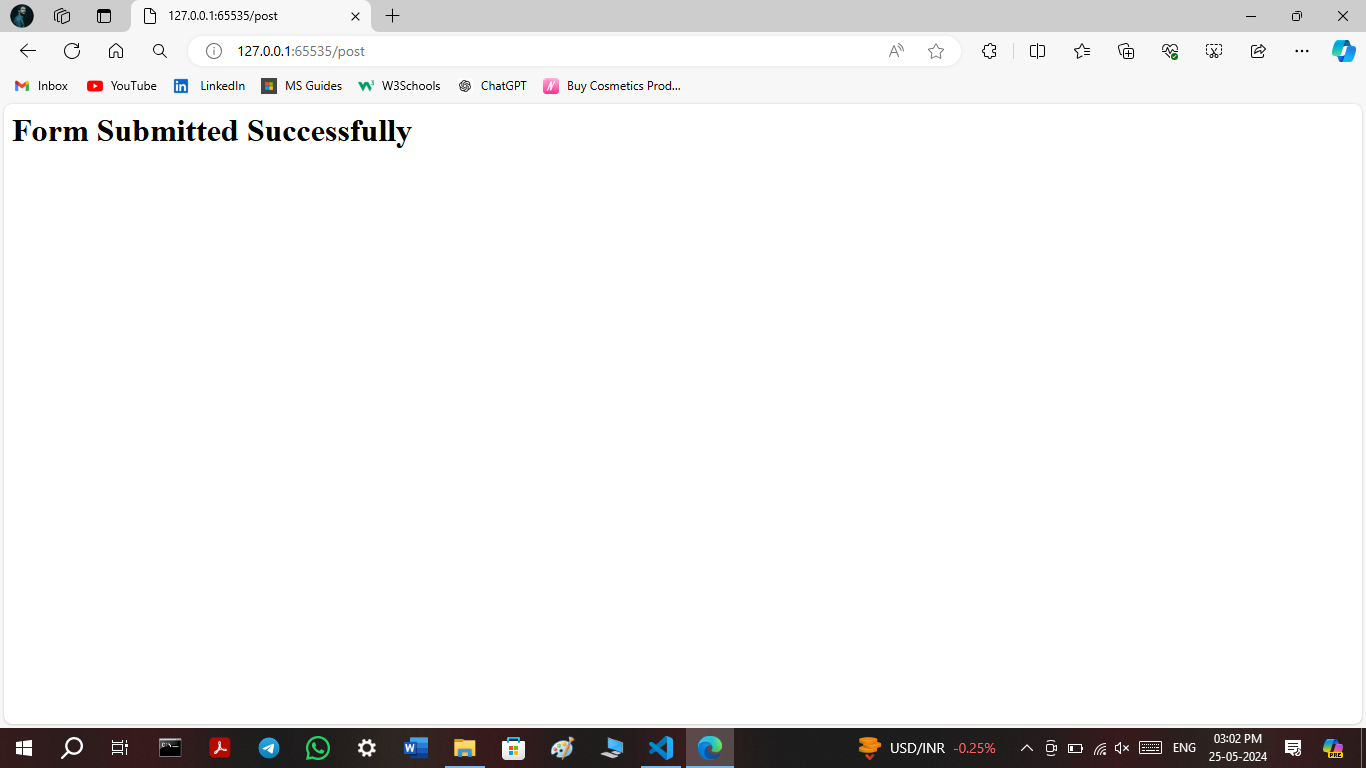 127.0.0.1:65535/post
127.0.0.1:65535/post
Inbox YouTube LinkedIn MS Guides W3Schools ChatGPT Buy Cosmetics Prod...
Form Submitted Successfully
USD/INR -0.25% ENG 03:02 PM
25-05-2024